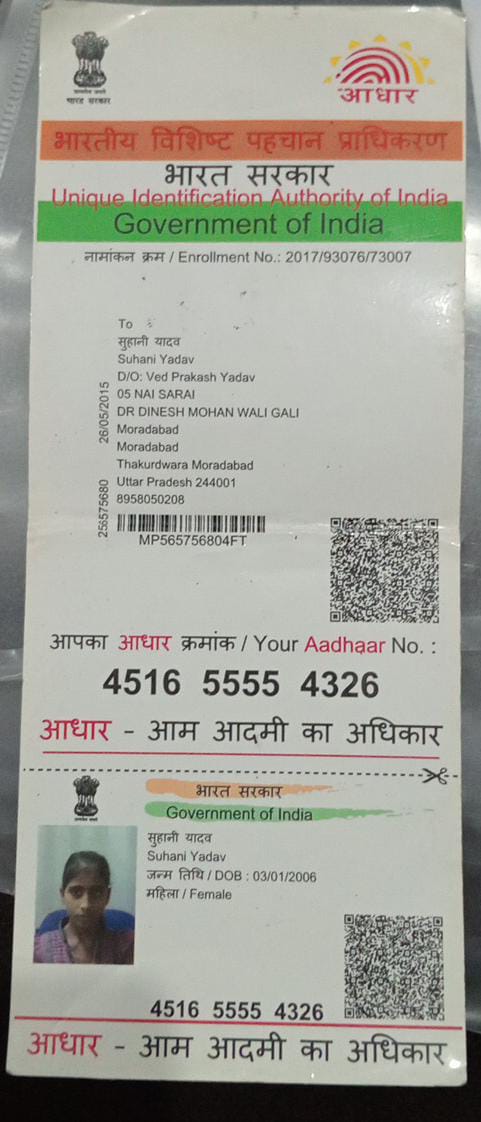 भारत सरकार
आधार
भारतीय विशिष्ट पहचान प्राधिकरण
भारत सरकार
Unique Identification Authority of India
Government of India
नामांकन क्रम / Enrollment No.: 2017/93076/73007
To
सुहानी यादव
Suhani Yadav
D/O: Ved Prakash Yadav
05 NAI SARAI
DR DINESH MOHAN WALI GALI
Moradabad
Moradabad
Thakurdwara Moradabad
Uttar Pradesh 244001
8958050208
26/05/2015
256575680
MP565756804FT
आपका आधार क्रमांक / Your Aadhaar No. :
4516 5555 4326
आधार - आम आदमी का अधिकार
भारत सरकार
Government of India
सुहानी यादव
Suhani Yadav
जन्म तिथि / DOB : 03/01/2006
महिला / Female
4516 5555 4326
आधार - आम आदमी का अधिकार